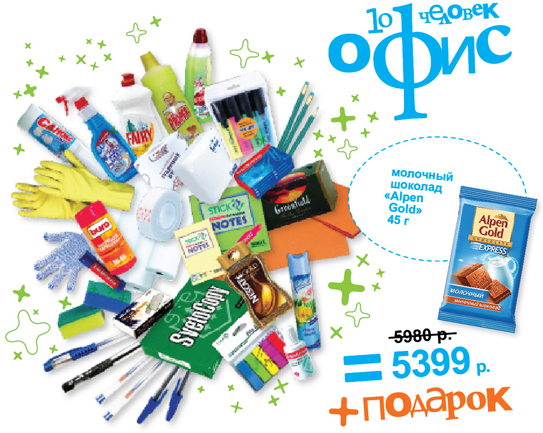 10 человек
офис
молочный
шоколад
«Alpen
Gold»
45 г
Alpen
Gold
EXPRESS
МОЛОЧНЫЙ
FAIRY
buro
STICK
NOTES
STICK
NOTES
Greenfield
NESCAFE
SvetoCopy
5980 р.
= 5399 р.
+ подарок